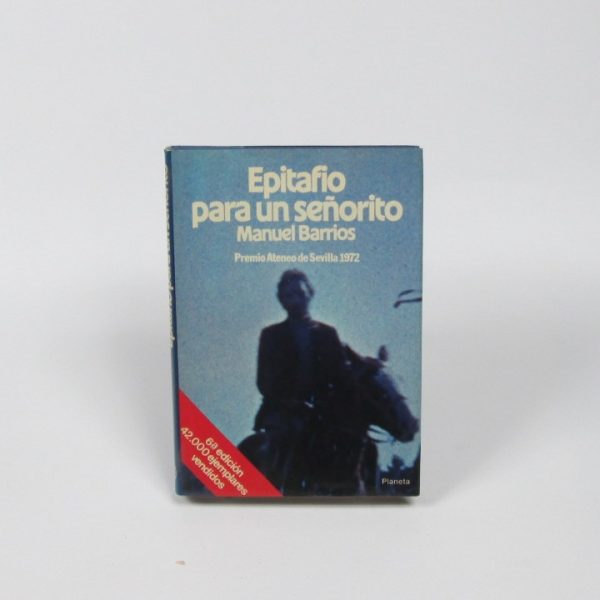 Epitafio
para un señorito
Manuel Barrios
Premio Ateneo de Sevilla 1972
6ª edición
42.000 ejemplares
vendidos
Planeta